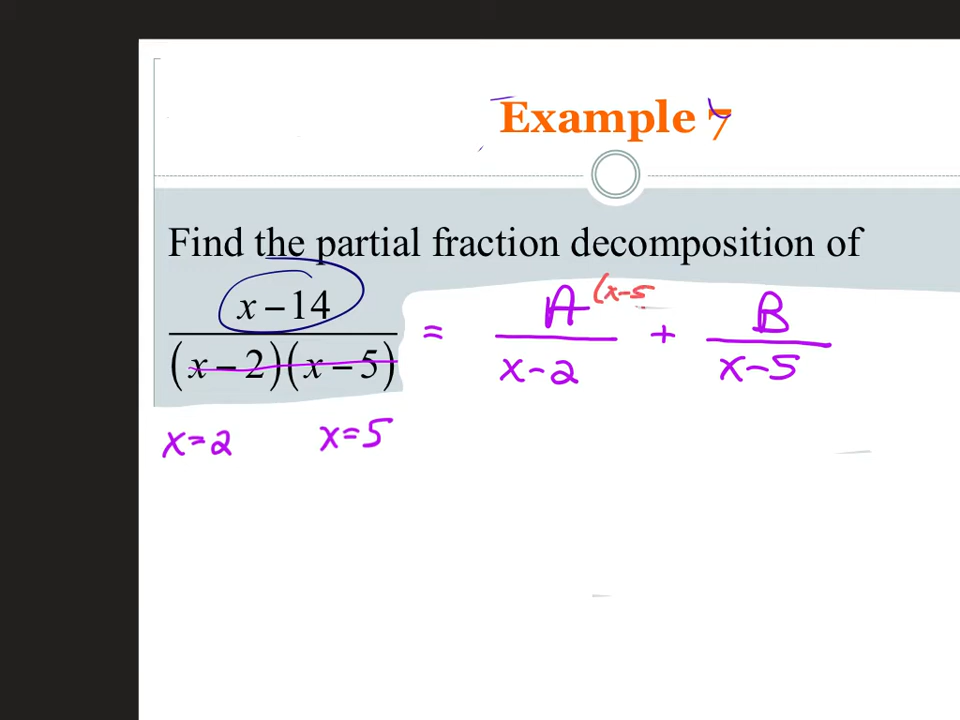 Example 7
Find the partial fraction decomposition of
x – 14 = A (x-5 + B
(x – 2)(x – 5) x-2 x-5
x=2 x=5